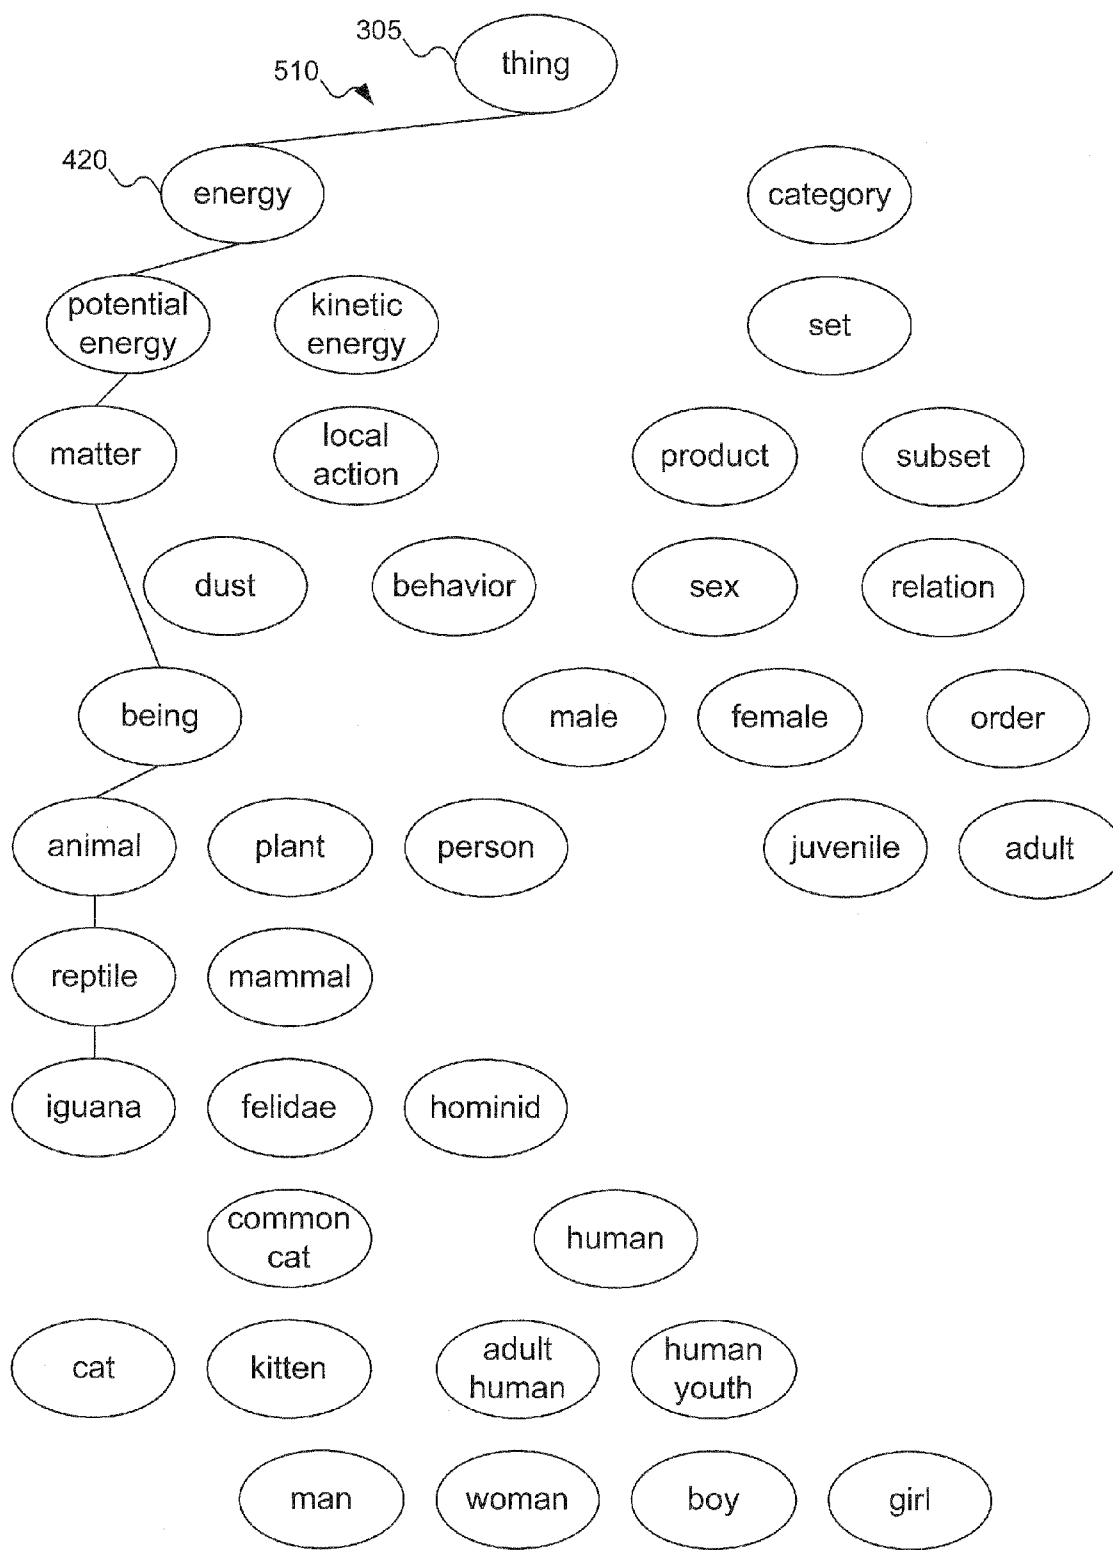 305
thing
510
420
energy
category
potential
energy
kinetic
energy
set
matter
local
action
product
subset
dust
behavior
sex
relation
being
male
female
order
animal
plant
person
juvenile
adult
reptile
mammal
iguana
felidae
hominid
common
cat
human
cat
kitten
adult
human
human
youth
man
woman
boy
girl